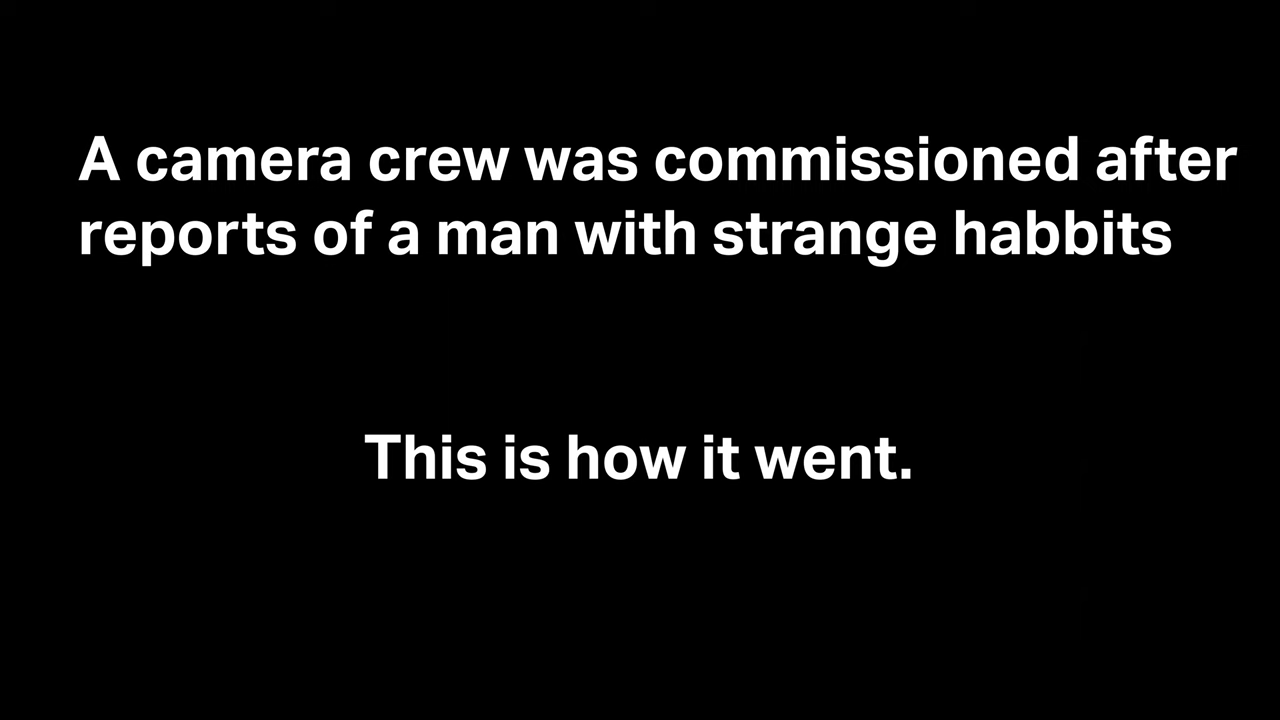 A camera crew was commissioned after
reports of a man with strange habbits
This is how it went.